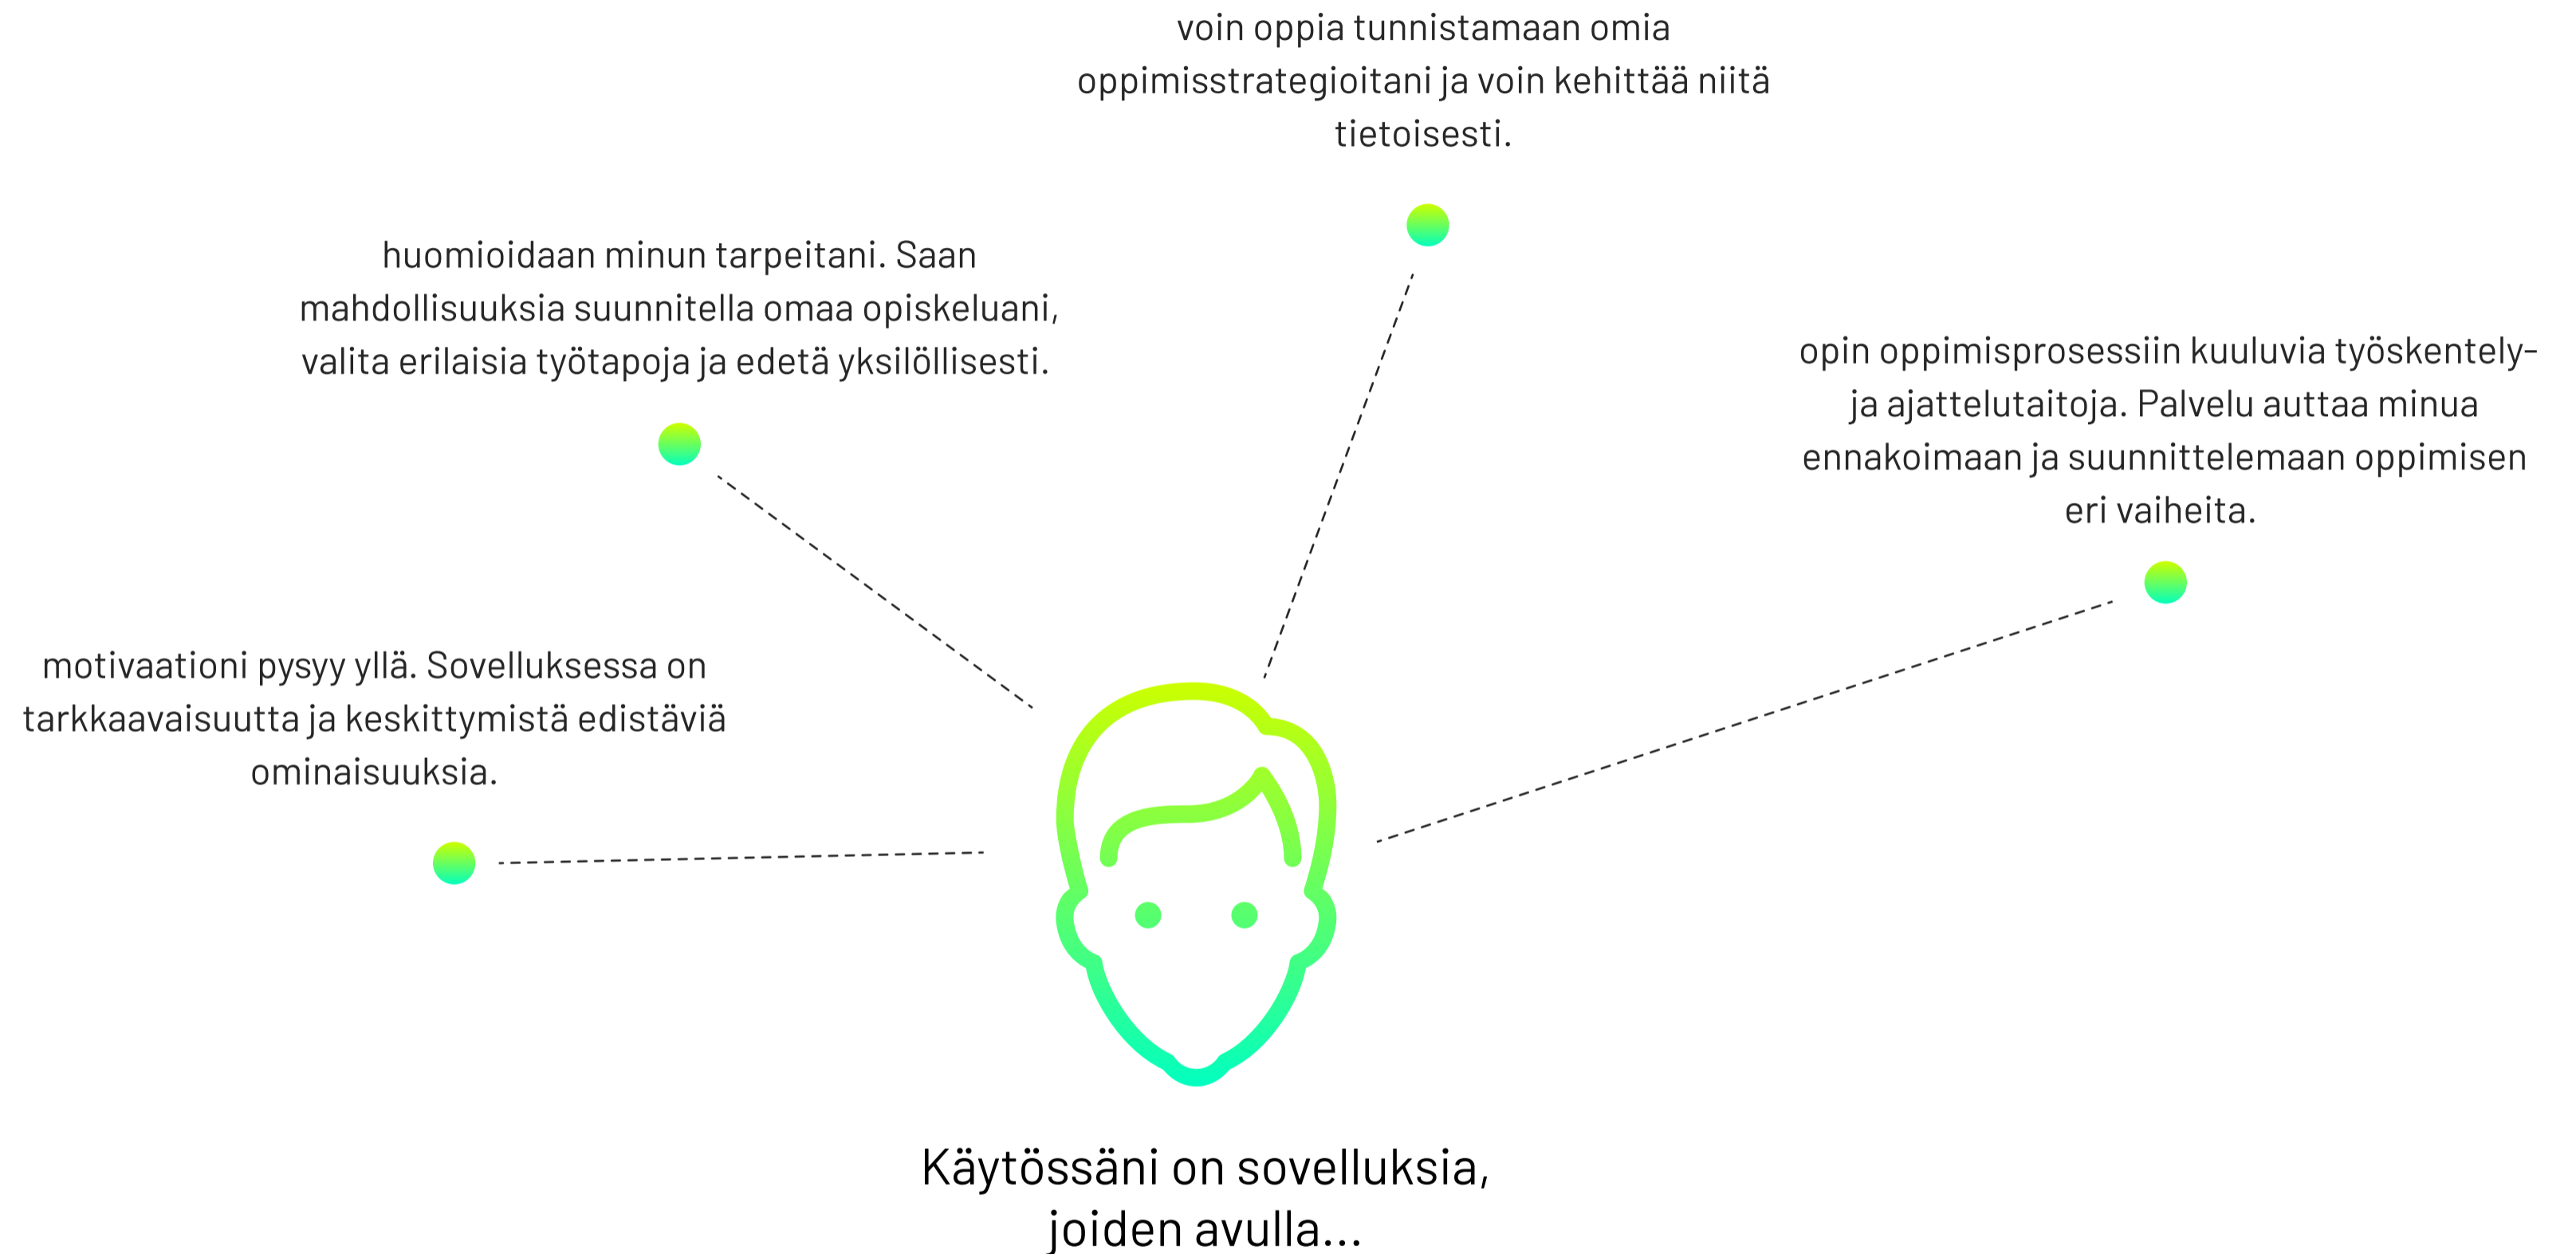 voin oppia tunnistamaan omia
oppimisstrategioitani ja voin kehittää niitä
tietoisesti.
huomioidaan minun tarpeitani. Saan
mahdollisuuksia suunnitella omaa opiskeluani,
valita erilaisia työtapoja ja edetä yksilöllisesti.
opin oppimisprosessiin kuuluvia työskentely-
ja ajattelutaitoja. Palvelu auttaa minua
ennakoimaan ja suunnittelemaan oppimisen
eri vaiheita.
motivaationi pysyy yllä. Sovelluksessa on
tarkkaavaisuutta ja keskittymistä edistäviä
ominaisuuksia.
Käytössäni on sovelluksia,
joiden avulla...